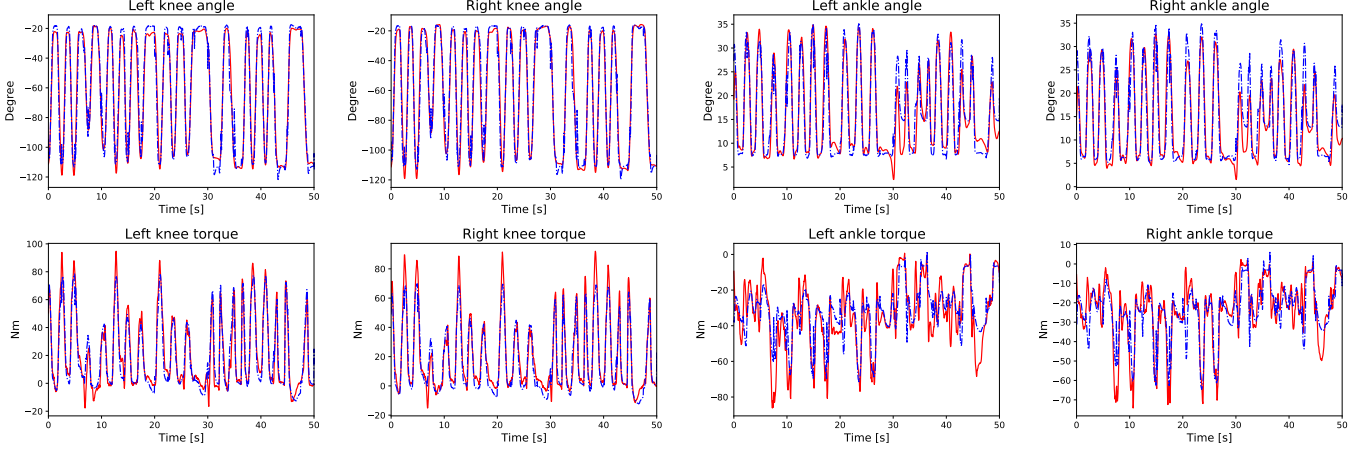 Left knee angle
Degree
−20
−40
−60
−80
−100
−120
0 10 20 30 40 50
Time [s]
Right knee angle
Degree
−20
−40
−60
−80
−100
−120
0 10 20 30 40 50
Time [s]
Left ankle angle
Degree
35
30
25
20
15
10
5
0 10 20 30 40 50
Time [s]
Right ankle angle
Degree
35
30
25
20
15
10
5
0
0 10 20 30 40 50
Time [s]
Left knee torque
Nm
100
80
60
40
20
0
−20
0 10 20 30 40 50
Time [s]
Right knee torque
Nm
80
60
40
20
0
−20
0 10 20 30 40 50
Time [s]
Left ankle torque
Nm
0
−20
−40
−60
−80
0 10 20 30 40 50
Time [s]
Right ankle torque
Nm
10
0
−10
−20
−30
−40
−50
−60
−70
0 10 20 30 40 50
Time [s]